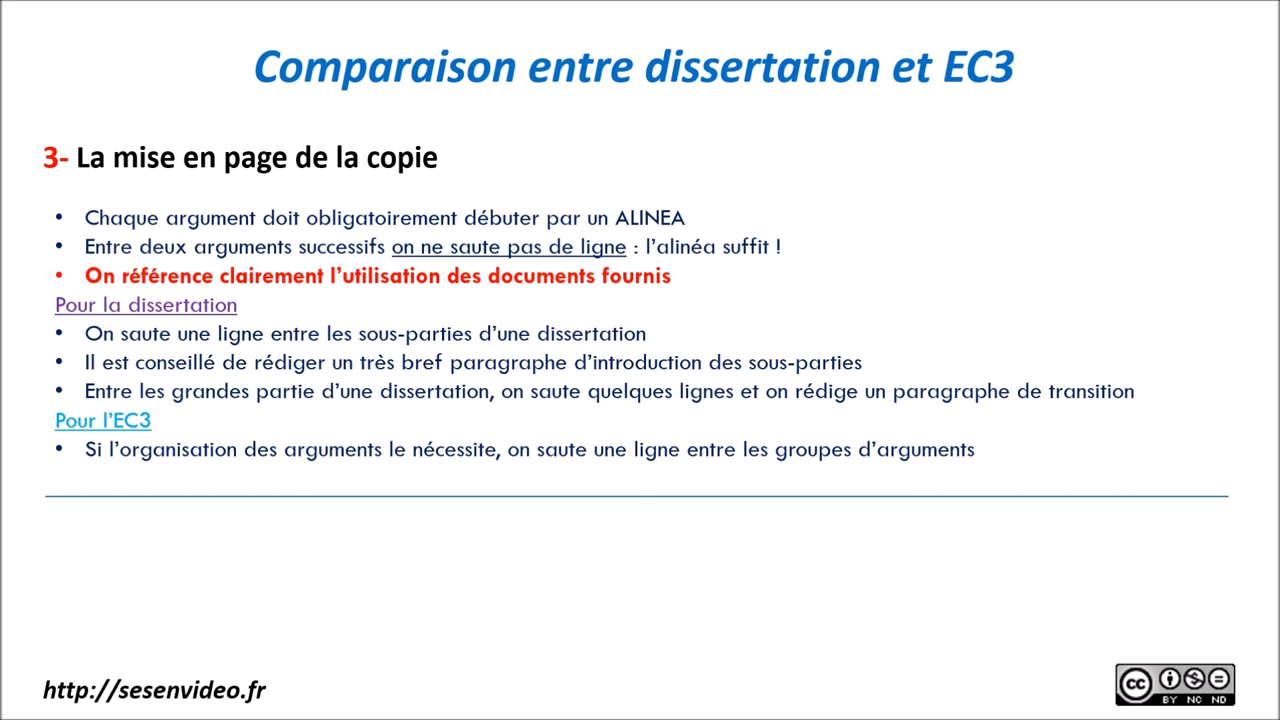 Comparaison entre dissertation et EC3
3- La mise en page de la copie
• Chaque argument doit obligatoirement débuter par un ALINEA
• Entre deux arguments successifs on ne saute pas de ligne : l’alinéa suffit !
• On référence clairement l’utilisation des documents fournis
Pour la dissertation
• On saute une ligne entre les sous-parties d’une dissertation
• Il est conseillé de rédiger un très bref paragraphe d’introduction des sous-parties
• Entre les grandes partie d’une dissertation, on saute quelques lignes et on rédige un paragraphe de transition
Pour l’EC3
• Si l’organisation des arguments le nécessite, on saute une ligne entre les groupes d’arguments
http://sesenvideo.fr
cc
BY NC ND